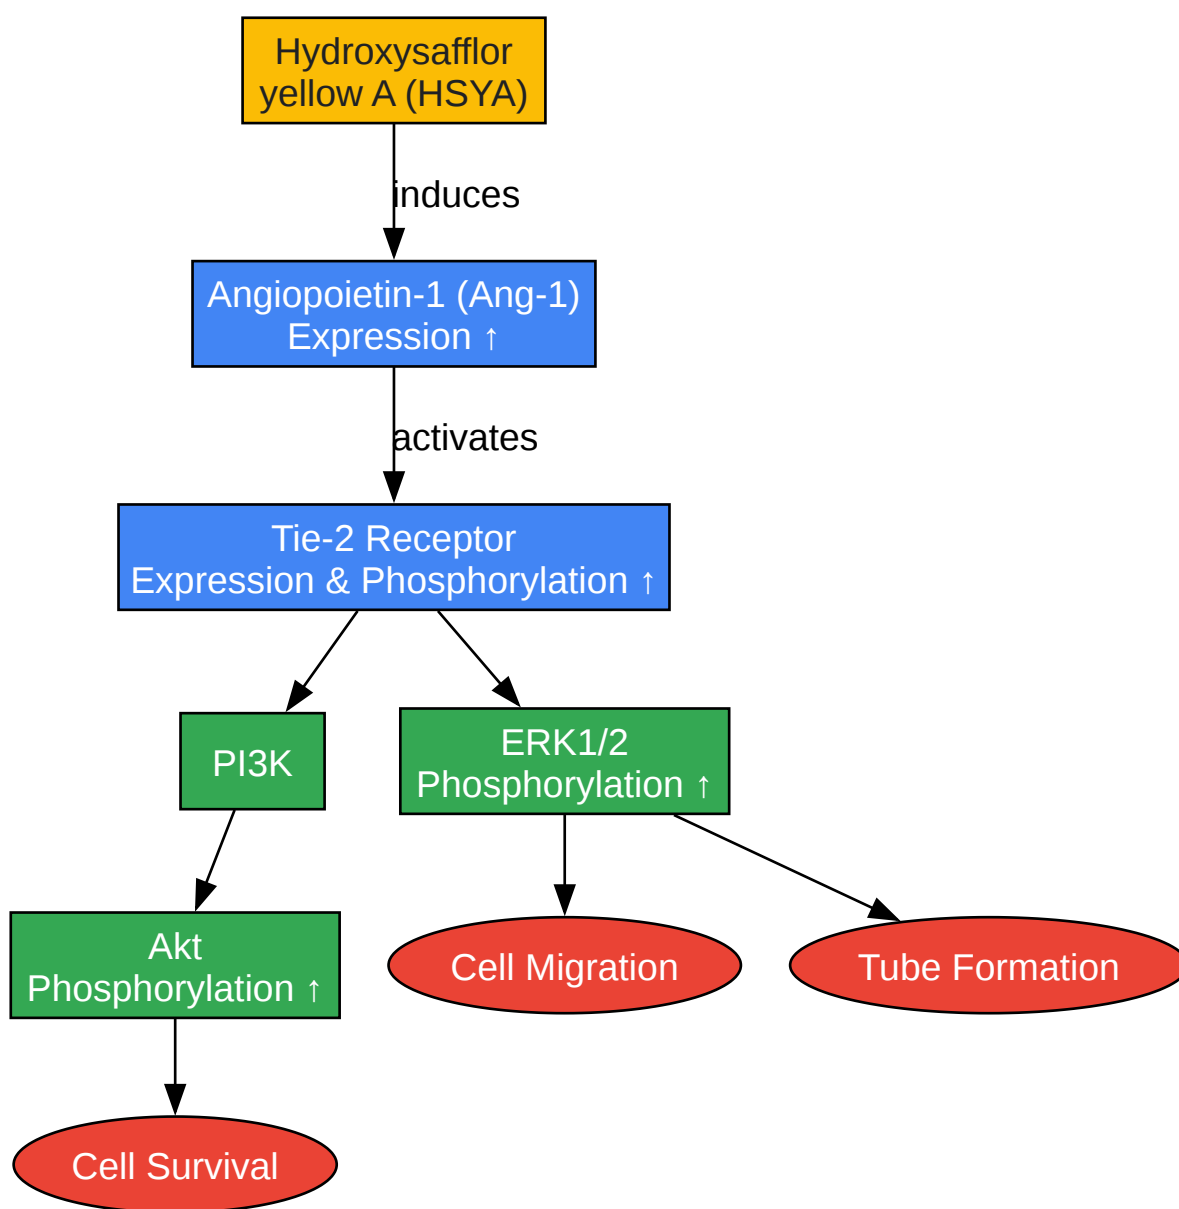 Hydroxysafflor
yellow A (HSYA)
induces
Angiopoietin-1 (Ang-1)
Expression ↑
activates
Tie-2 Receptor
Expression & Phosphorylation ↑
PI3K
ERK1/2
Phosphorylation ↑
Akt
Phosphorylation ↑
Cell Migration
Tube Formation
Cell Survival